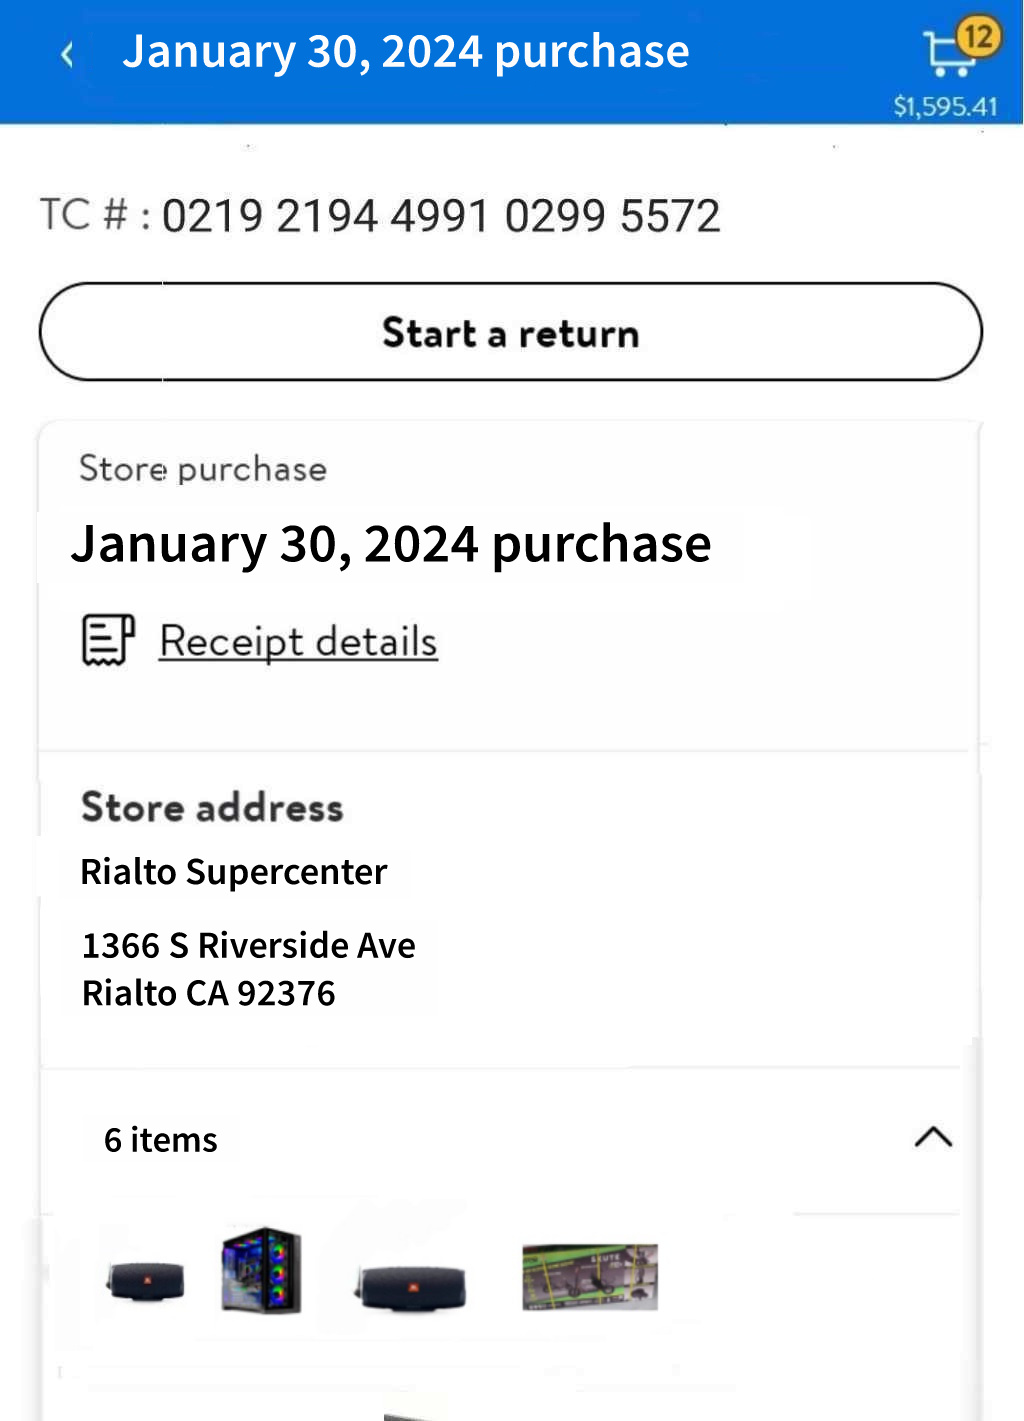 January 30, 2024 purchase
12
$1,595.41
TC # : 0219 2194 4991 0299 5572
Start a return
Store purchase
January 30, 2024 purchase
Receipt details
Store address
Rialto Supercenter
1366 S Riverside Ave
Rialto CA 92376
6 items